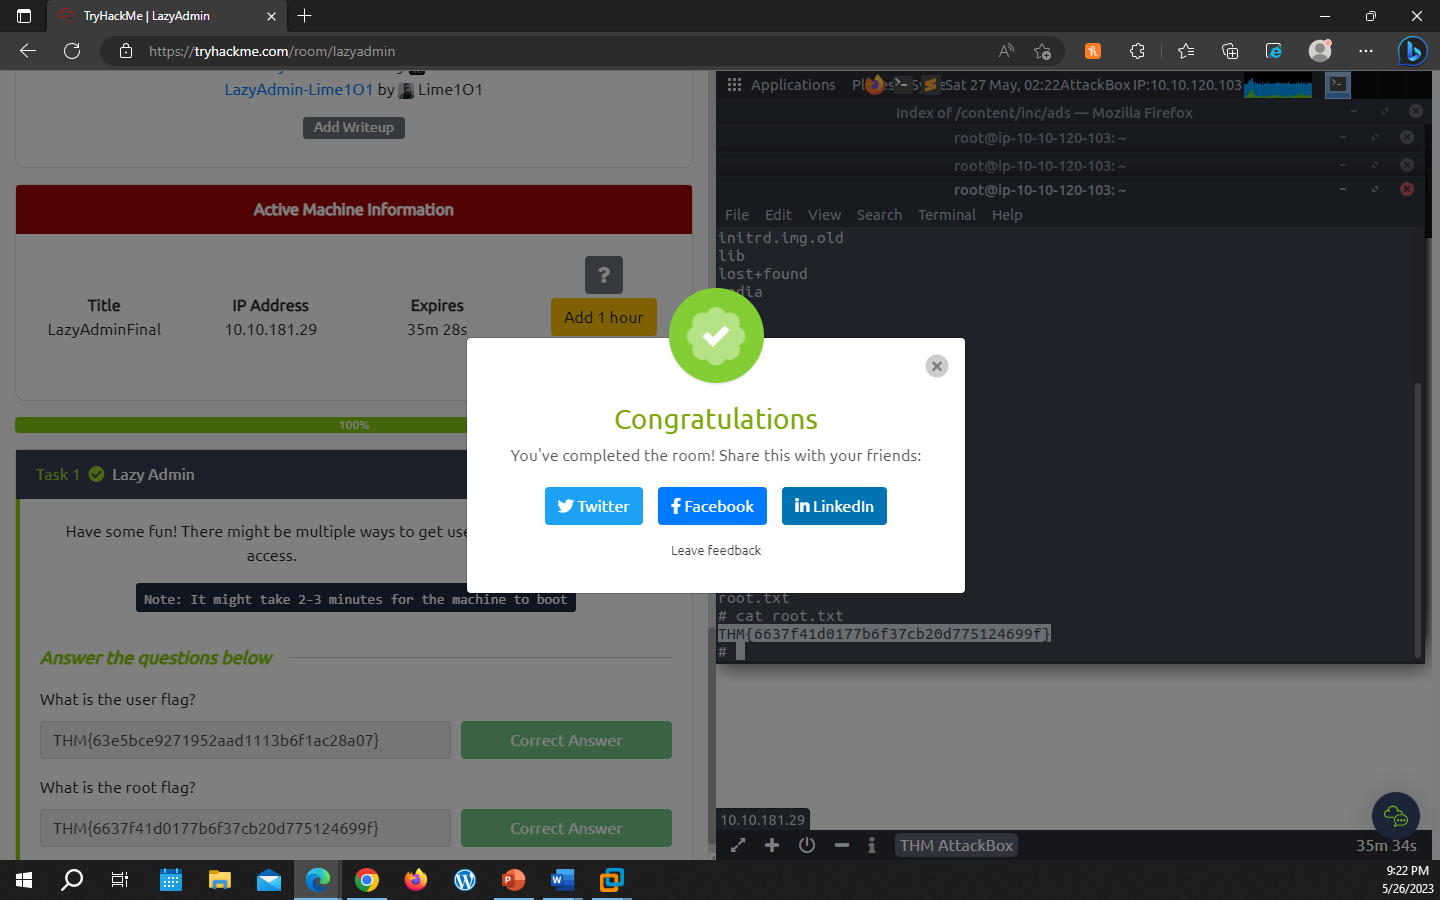 TryHackMe | LazyAdmin
https://tryhackme.com/room/lazyadmin
LazyAdmin-Lime1O1 by Lime1O1
Add Writeup
Active Machine Information
Title
IP Address
Expires
?
LazyAdminFinal
10.10.181.29
35m 28s
Add 1 hour
100%
Task 1
Lazy Admin
Have some fun! There might be multiple ways to get use
access.
Note: It might take 2-3 minutes for the machine to boot
Answer the questions below
What is the user flag?
THM{63e5bce9271952aad1113b6f1ac28a07}
Correct Answer
What is the root flag?
THM{6637f41d0177b6f37cb20d775124699f}
Correct Answer
Applications
Sat 27 May, 02:22
AttackBox IP:10.10.120.103
Index of /content/inc/ads — Mozilla Firefox
root@ip-10-10-120-103: ~
root@ip-10-10-120-103: ~
root@ip-10-10-120-103: ~
File Edit View Search Terminal Help
initrd.img.old
lib
lost+found
Congratulations
You've completed the room! Share this with your friends:
Twitter
Facebook
LinkedIn
Leave feedback
root.txt
# cat root.txt
THM{6637f41d0177b6f37cb20d775124699f}
#
10.10.181.29
THM AttackBox
35m 34s
9:22 PM
5/26/2023